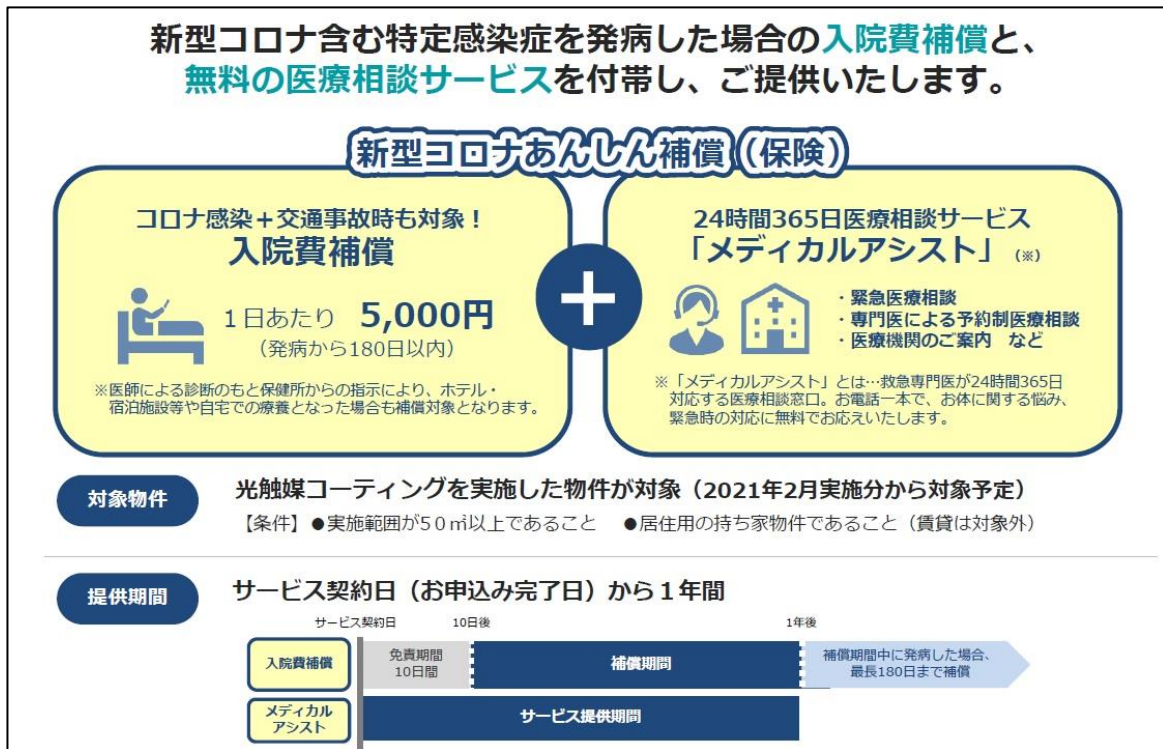 新型コロナ含む特定感染症を発病した場合の入院費補償と、
無料の医療相談サービスを付帯し、ご提供いたします。
新型コロナあんしん補償（保険）
コロナ感染＋交通事故時も対象！
入院費補償
１日あたり 5,000円
（発病から180日以内）
※医師による診断のもと保健所からの指示により、ホテル・
宿泊施設等や自宅での療養となった場合も補償対象となります。
＋
24時間365日医療相談サービス
「メディカルアシスト」（※）
・緊急医療相談
・専門医による予約制医療相談
・医療機関のご案内 など
※「メディカルアシスト」とは…救急専門医が24時間365日
対応する医療相談窓口。お電話一本で、お体に関する悩み、
緊急時の対応に無料でお応えいたします。
対象物件
光触媒コーティングを実施した物件が対象（2021年2月実施分から対象予定）
【条件】●実施範囲が５０㎡以上であること ●居住用の持ち家物件であること（賃貸は対象外）
提供期間
サービス契約日（お申込み完了日）から１年間
サービス契約日 10日後 1年後
入院費補償
免責期間
10日間
補償期間
補償期間中に発病した場合、
最長180日まで補償
メディカル
アシスト
サービス提供期間